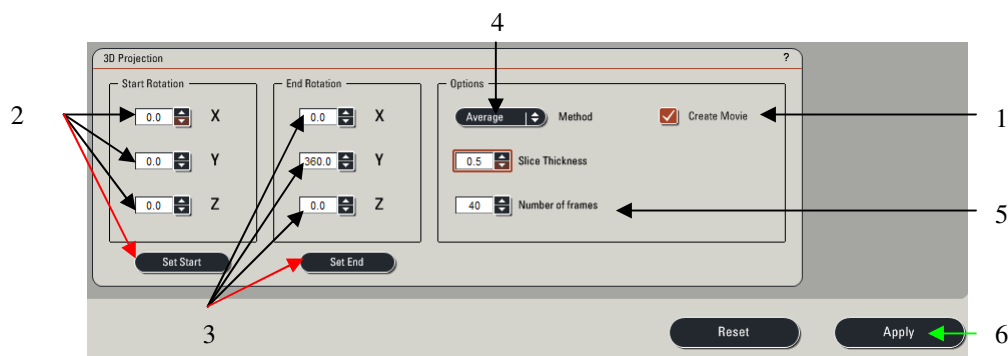 4
3D Projection ?
Start Rotation End Rotation Options
2 0.0 X 0.0 X Average Method Create Movie 1
0.0 Y 360.0 Y 0.5 Slice Thickness
0.0 Z 0.0 Z 40 Number of frames 5
Set Start Set End
3 Reset Apply 6